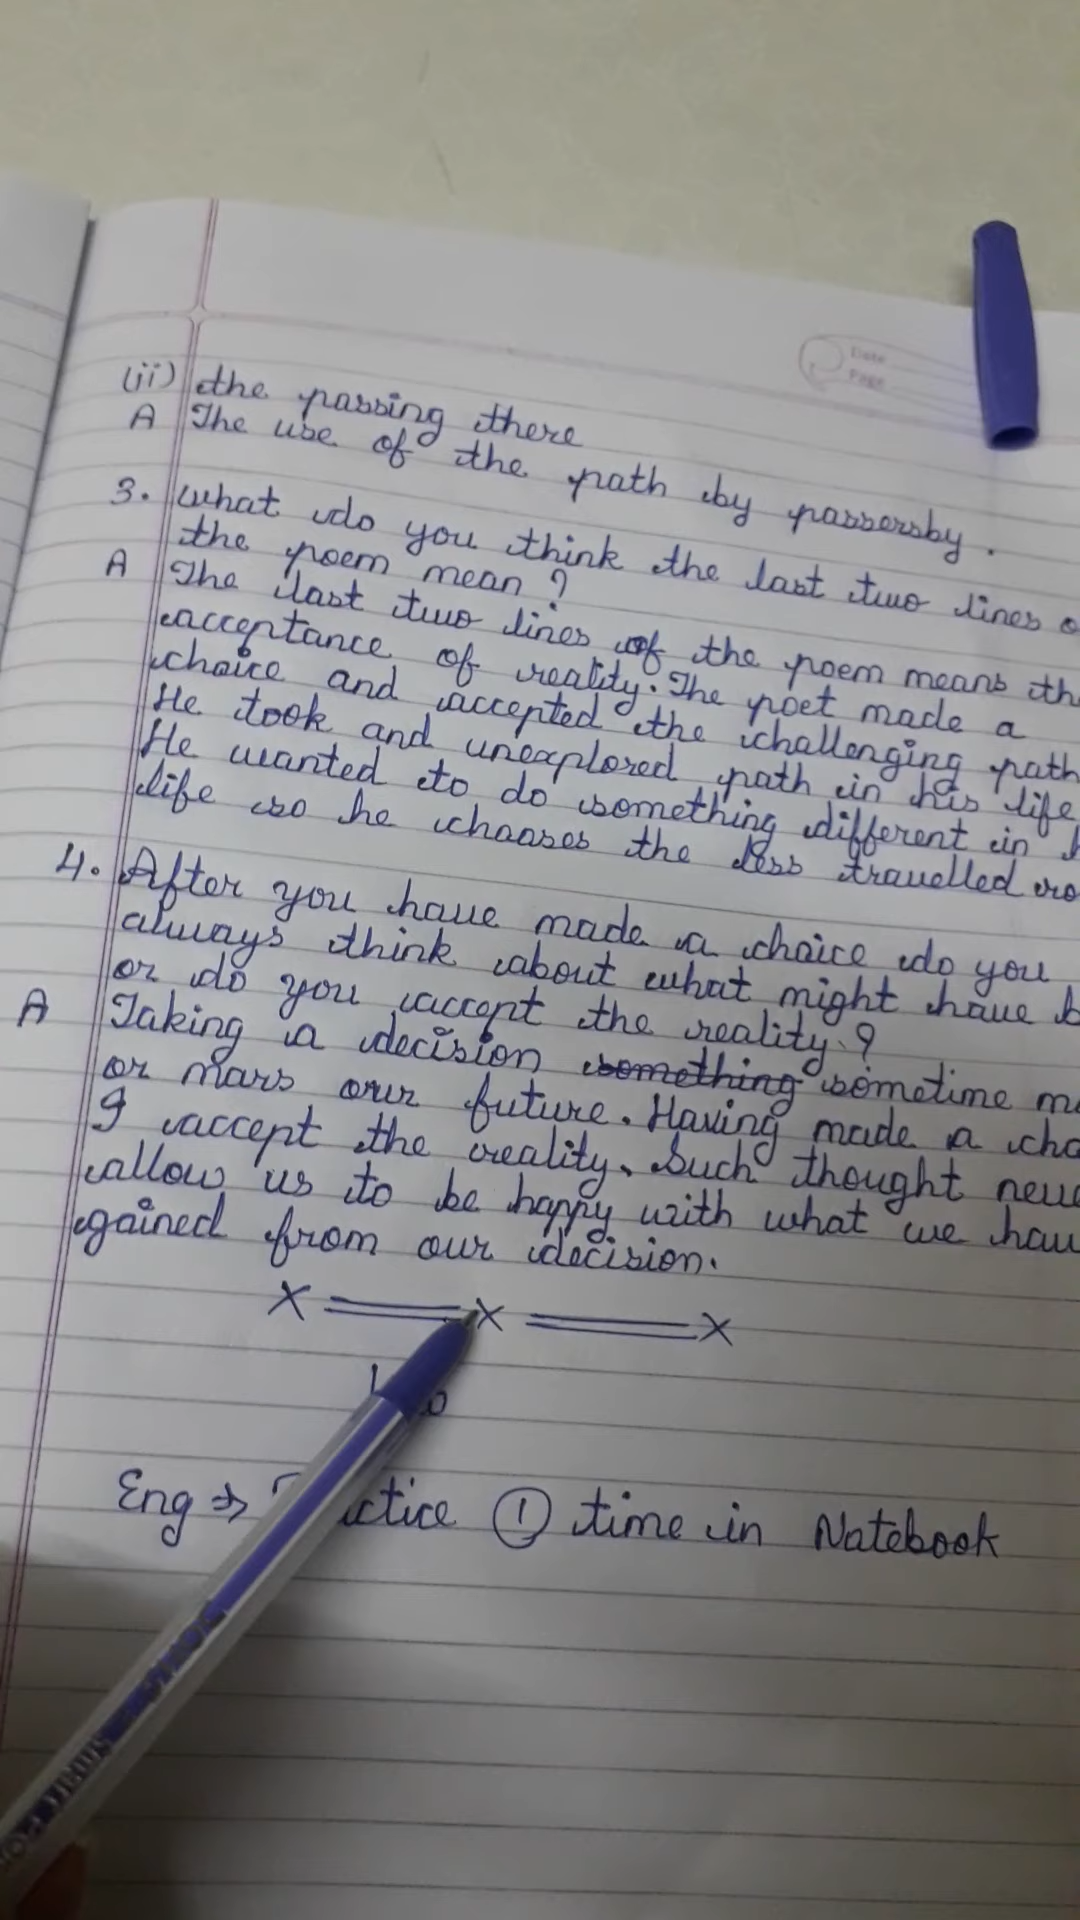 Date
Page
(ii) the passing there
A The use of the path by passersby.
3. What do you think the last two lines
the poem mean ?
A The last two lines of the poem means
acceptance of reality. The poet made a
choice and accepted the challenging path
He took and unexplored path in his life
He wanted to do something different in
life so he chooses the less travelled
4. After you have made a choice do you
always think about what might have
or do you accept the reality ?
A Taking a decision something sometime
or mars our future. Having made a
I accept the reality. Such thought
allow us to be happy with what we
gained from our decision.
X X X
Eng ⇒ time in Notebook
①